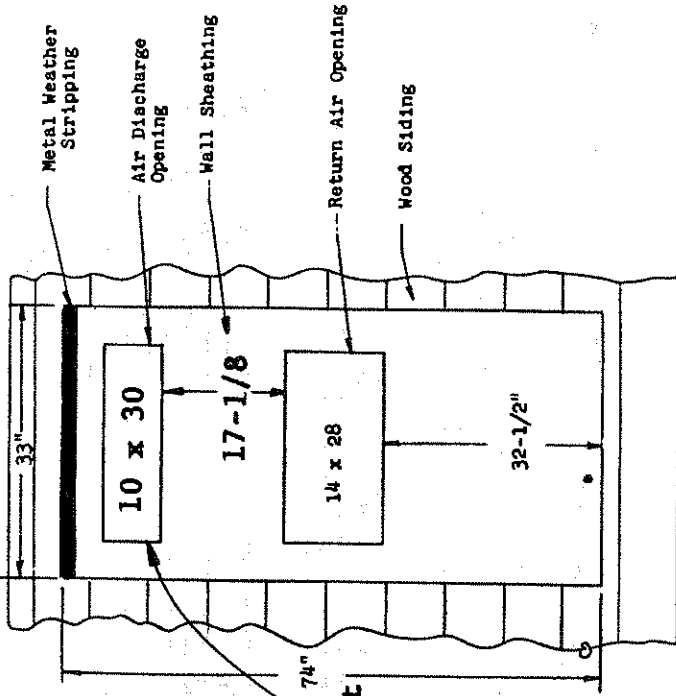 33"
Metal Weather
Stripping
Air Discharge
Opening
Wall Sheathing
10 x 30
17-1/8
Return Air Opening
14 x 28
Wood Siding
32-1/2"
74"